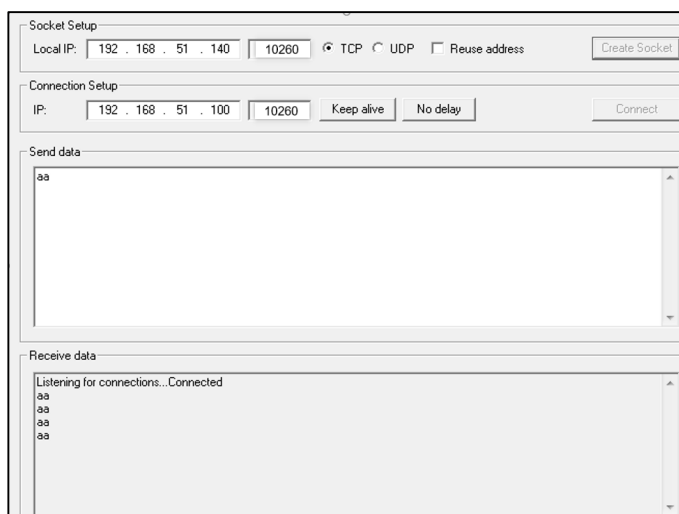 Socket Setup
Local IP: 192 . 168 . 51 . 140 10260 TCP UDP Reuse address Create Socket
Connection Setup
IP: 192 . 168 . 51 . 100 10260 Keep alive No delay Connect
Send data
aa
Receive data
Listening for connections...Connected
aa
aa
aa
aa